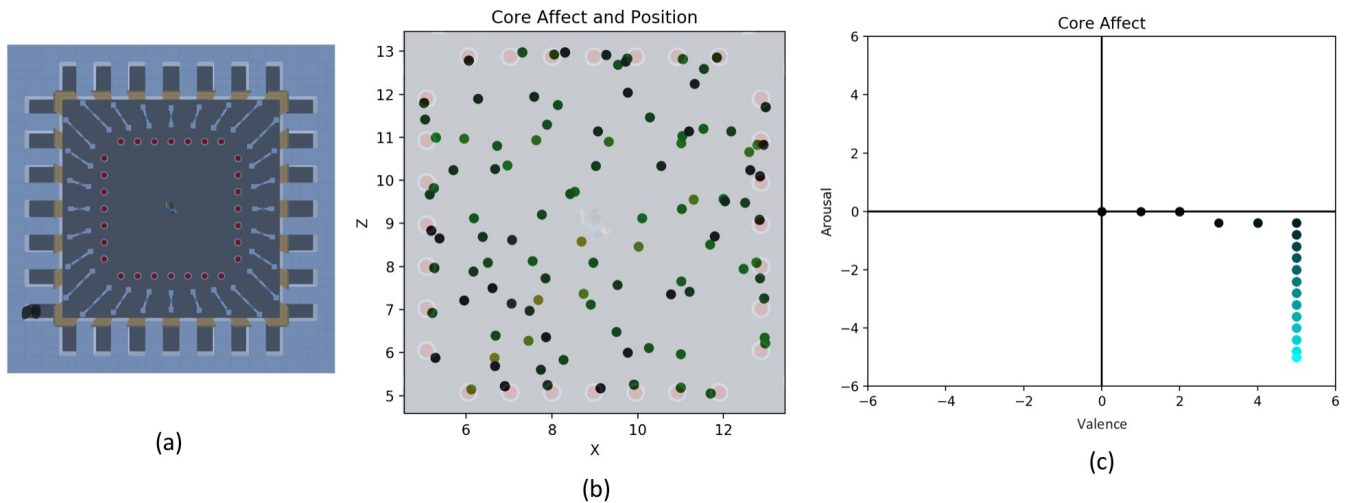 Core Affect and Position
13
12
11
10
9
8
7
6
5
Z
6 8 10 12
X
Core Affect
6
4
2
0
−2
−4
−6
Arousal
−6 −4 −2 0 2 4 6
Valence
(a)
(b)
(c)